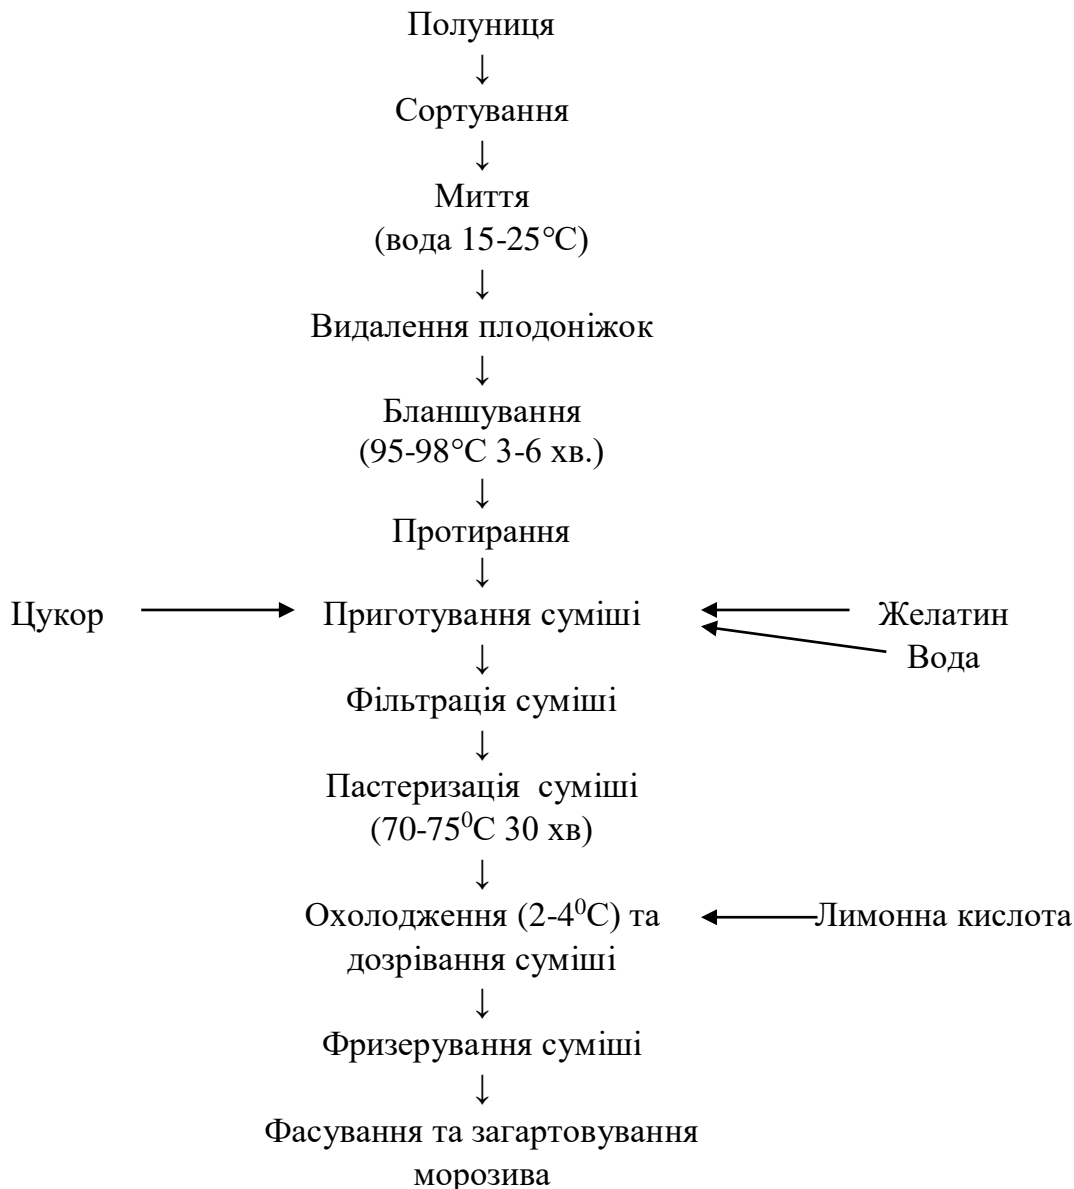 Полуниця
↓
Сортування
↓
Миття
(вода 15-25°С)
↓
Видалення плодоніжок
↓
Бланшування
(95-98°С 3-6 хв.)
↓
Протирання
↓
Цукор Приготування суміші Желатин
Вода
↓
Фільтрація суміші
↓
Пастеризація суміші
(70-75⁰С 30 хв)
↓
Охолодження (2-4⁰С) та Лимонна кислота
дозрівання суміші
↓
Фризерування суміші
↓
Фасування та загартовування
морозива